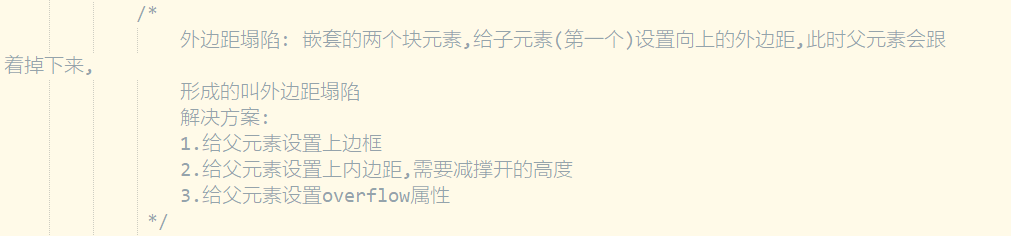 /*
外边距塌陷: 嵌套的两个块元素,给子元素(第一个)设置向上的外边距,此时父元素会跟
着掉下来,
形成的叫外边距塌陷
解决方案:
1.给父元素设置上边框
2.给父元素设置上内边距,需要减撑开的高度
3.给父元素设置overflow属性
*/